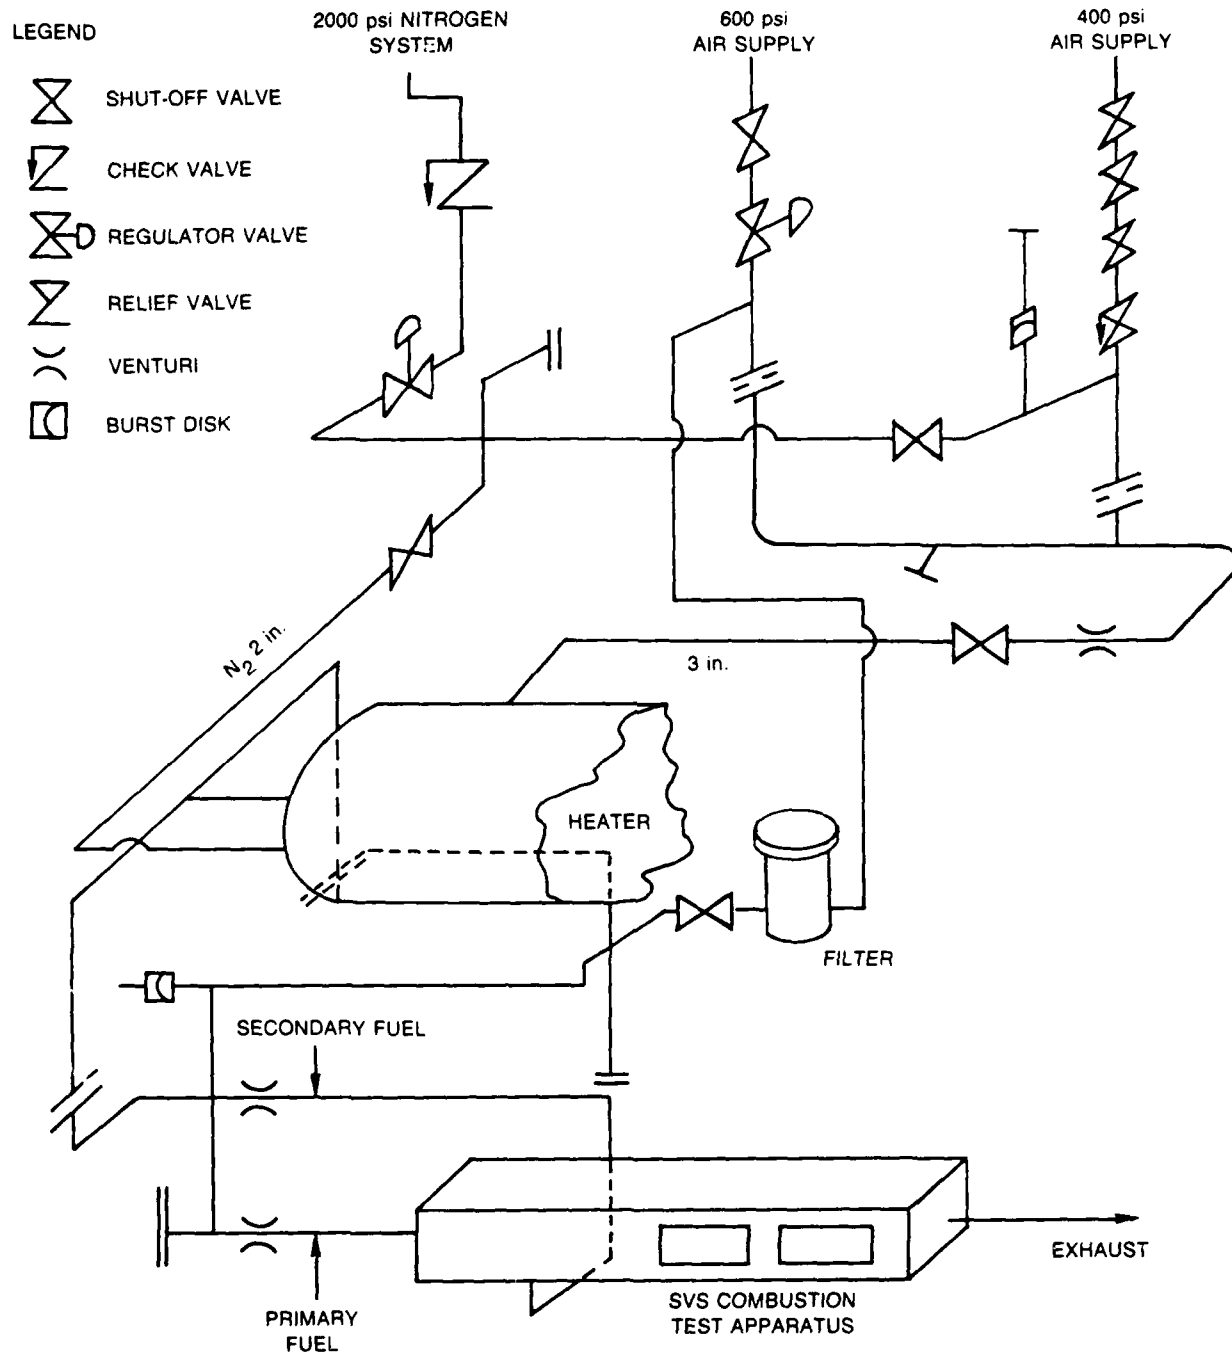 LEGEND
SHUT-OFF VALVE
CHECK VALVE
REGULATOR VALVE
RELIEF VALVE
VENTURI
BURST DISK
2000 psi NITROGEN
SYSTEM
600 psi
AIR SUPPLY
400 psi
AIR SUPPLY
N₂ 2 in.
3 in.
HEATER
FILTER
SECONDARY FUEL
PRIMARY
FUEL
EXHAUST
SVS COMBUSTION
TEST APPARATUS